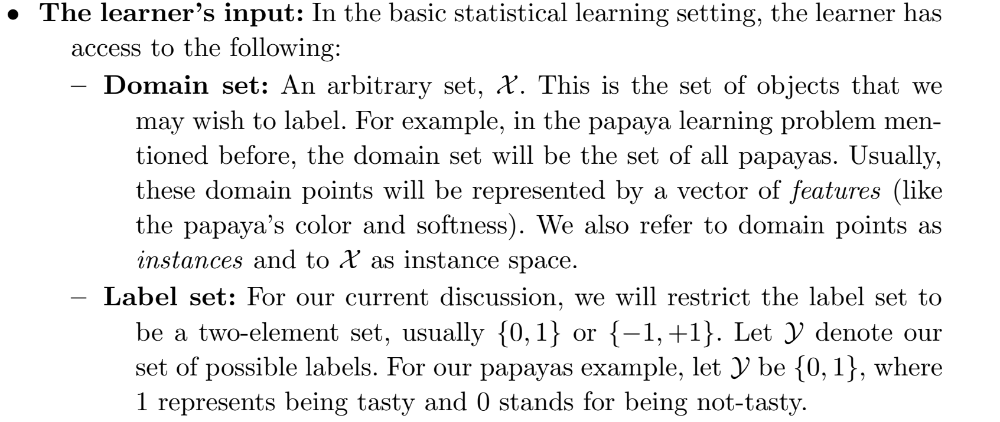 • The learner's input: In the basic statistical learning setting, the learner has
access to the following:
– Domain set: An arbitrary set, 𝒳. This is the set of objects that we
may wish to label. For example, in the papaya learning problem men-
tioned before, the domain set will be the set of all papayas. Usually,
these domain points will be represented by a vector of features (like
the papaya's color and softness). We also refer to domain points as
instances and to 𝒳 as instance space.
– Label set: For our current discussion, we will restrict the label set to
be a two-element set, usually {0, 1} or {−1, +1}. Let 𝒴 denote our
set of possible labels. For our papayas example, let 𝒴 be {0, 1}, where
1 represents being tasty and 0 stands for being not-tasty.